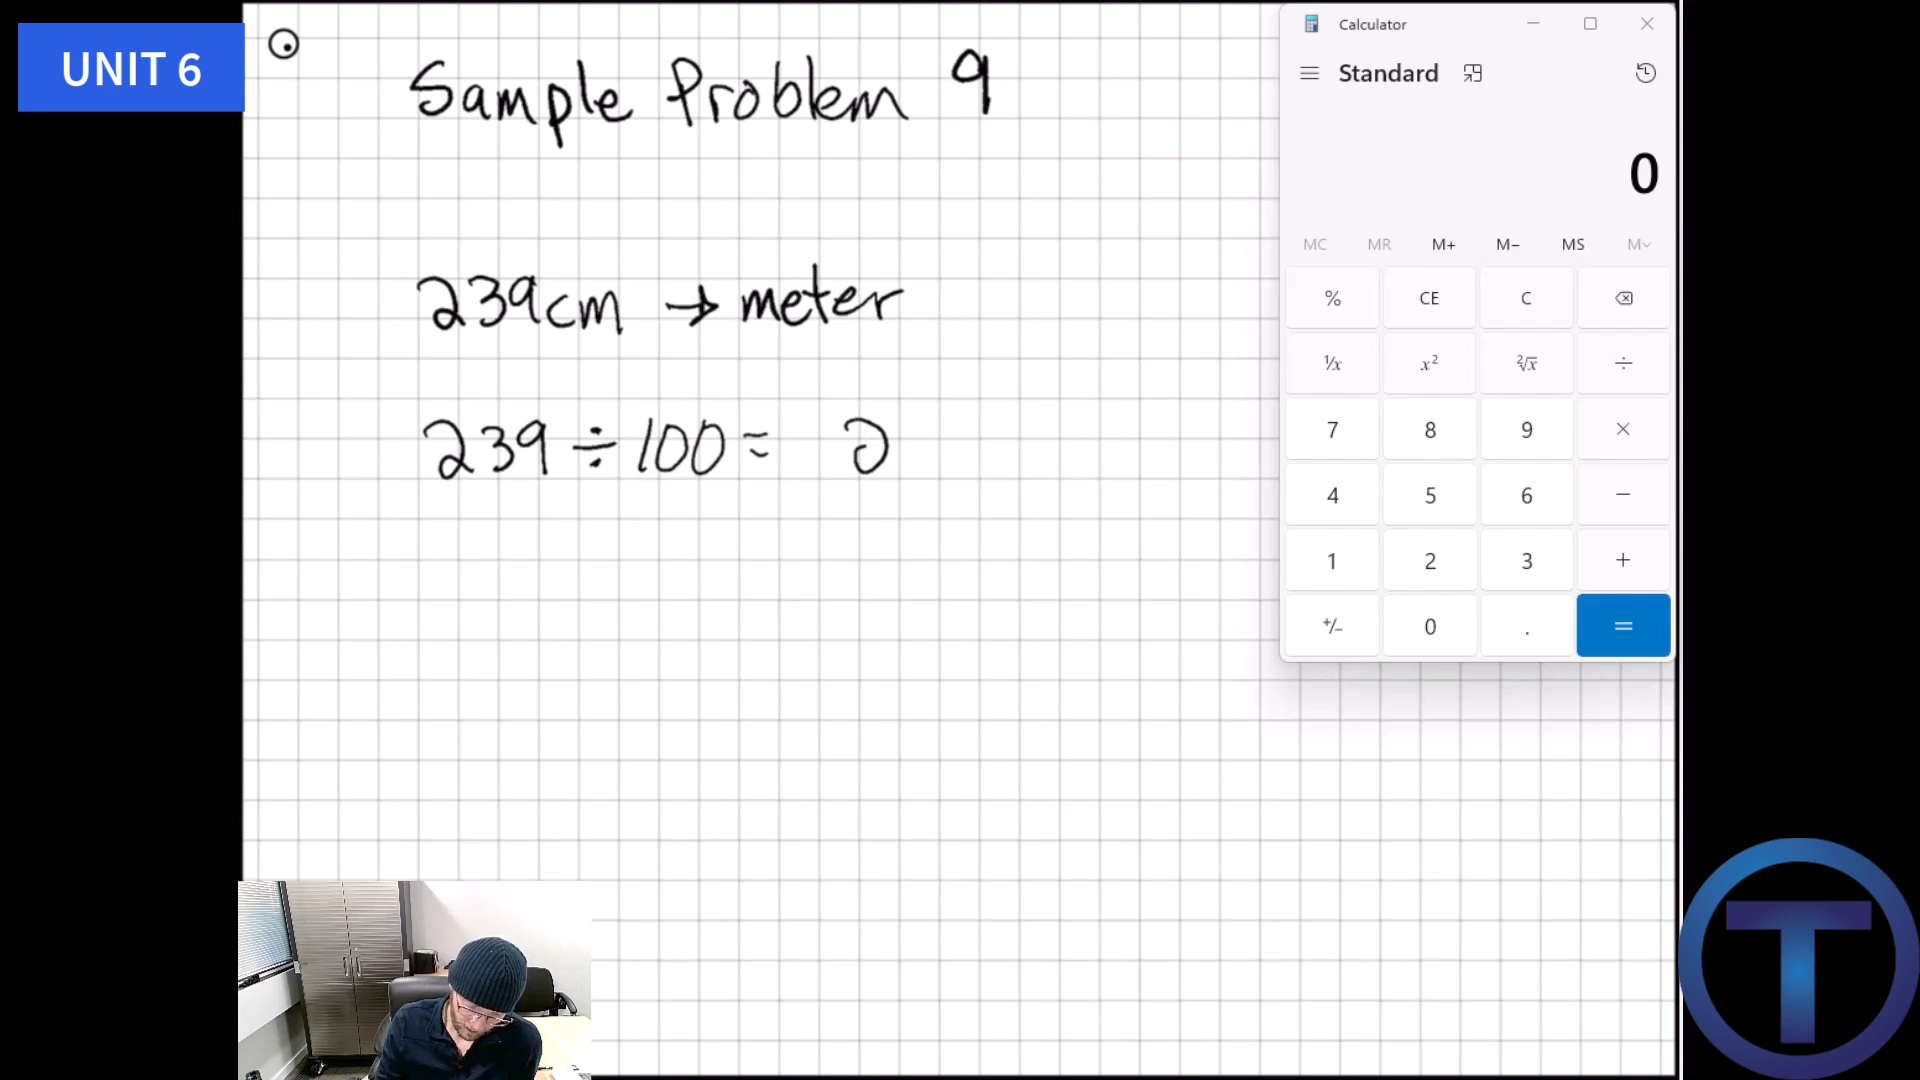 UNIT 6
Sample Problem 9
239cm → meter
239 ÷ 100 = 2
Calculator
Standard
0
MC MR M+ M- MS M
% CE C
1/x x² ²√x ÷
7 8 9 ×
4 5 6 −
1 2 3 +
+/− 0 . =
T